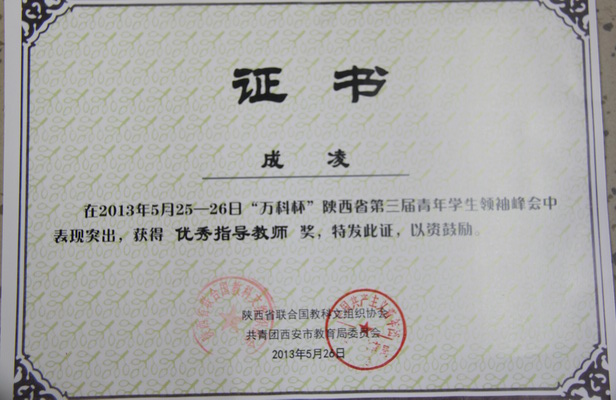 证书
成 凌
在2013年5月25—26日“万科杯”陕西省第三届青年学生领袖峰会中
表现突出，获得 优秀指导教师 奖，特发此证，以资鼓励。
陕西省联合国教科文组织协会
共青团西安市教育局委员会
2013年5月26日